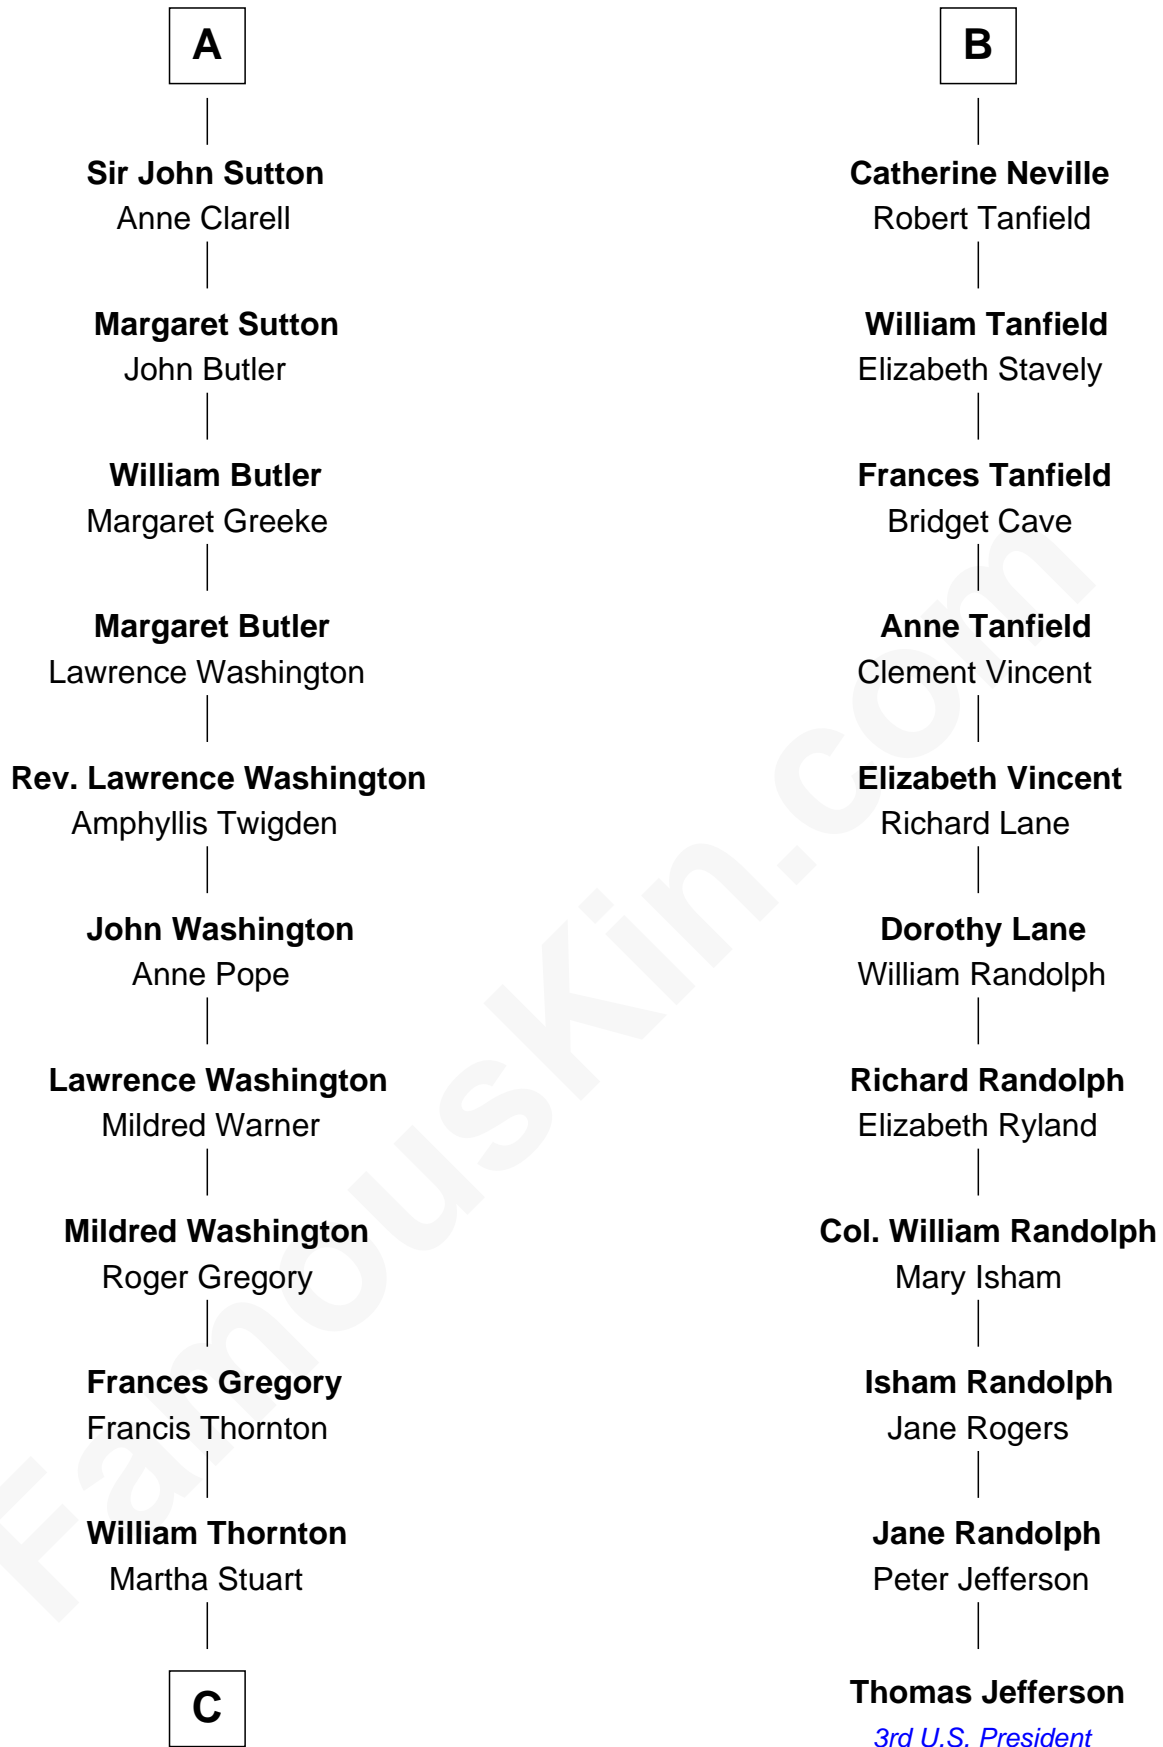 A
Sir John Sutton
Anne Clarell
Margaret Sutton
John Butler
William Butler
Margaret Greeke
Margaret Butler
Lawrence Washington
Rev. Lawrence Washington
Amphyllis Twigden
John Washington
Anne Pope
Lawrence Washington
Mildred Warner
Mildred Washington
Roger Gregory
Frances Gregory
Francis Thornton
William Thornton
Martha Stuart
C
B
Catherine Neville
Robert Tanfield
William Tanfield
Elizabeth Stavely
Frances Tanfield
Bridget Cave
Anne Tanfield
Clement Vincent
Elizabeth Vincent
Richard Lane
Dorothy Lane
William Randolph
Richard Randolph
Elizabeth Ryland
Col. William Randolph
Mary Isham
Isham Randolph
Jane Rogers
Jane Randolph
Peter Jefferson
Thomas Jefferson
3rd U.S. President
FamousKin.com